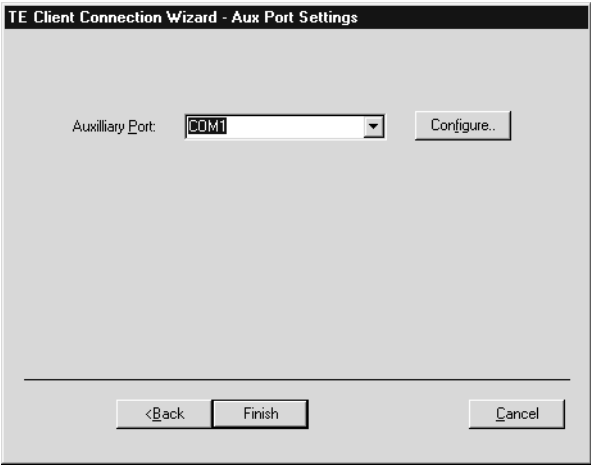 TE Client Connection Wizard - Aux Port Settings
Auxilliary Port: COM1 Configure..
<Back Finish Cancel